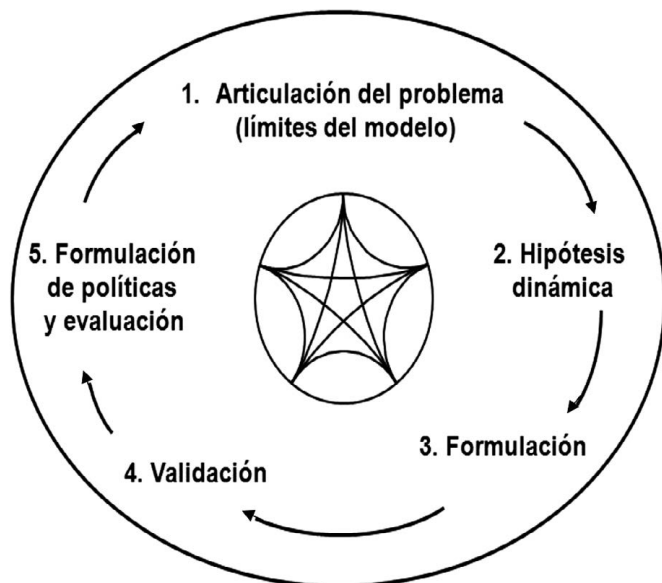 1. Articulación del problema
(límites del modelo)
2. Hipótesis
dinámica
3. Formulación
4. Validación
5. Formulación
de políticas
y evaluación